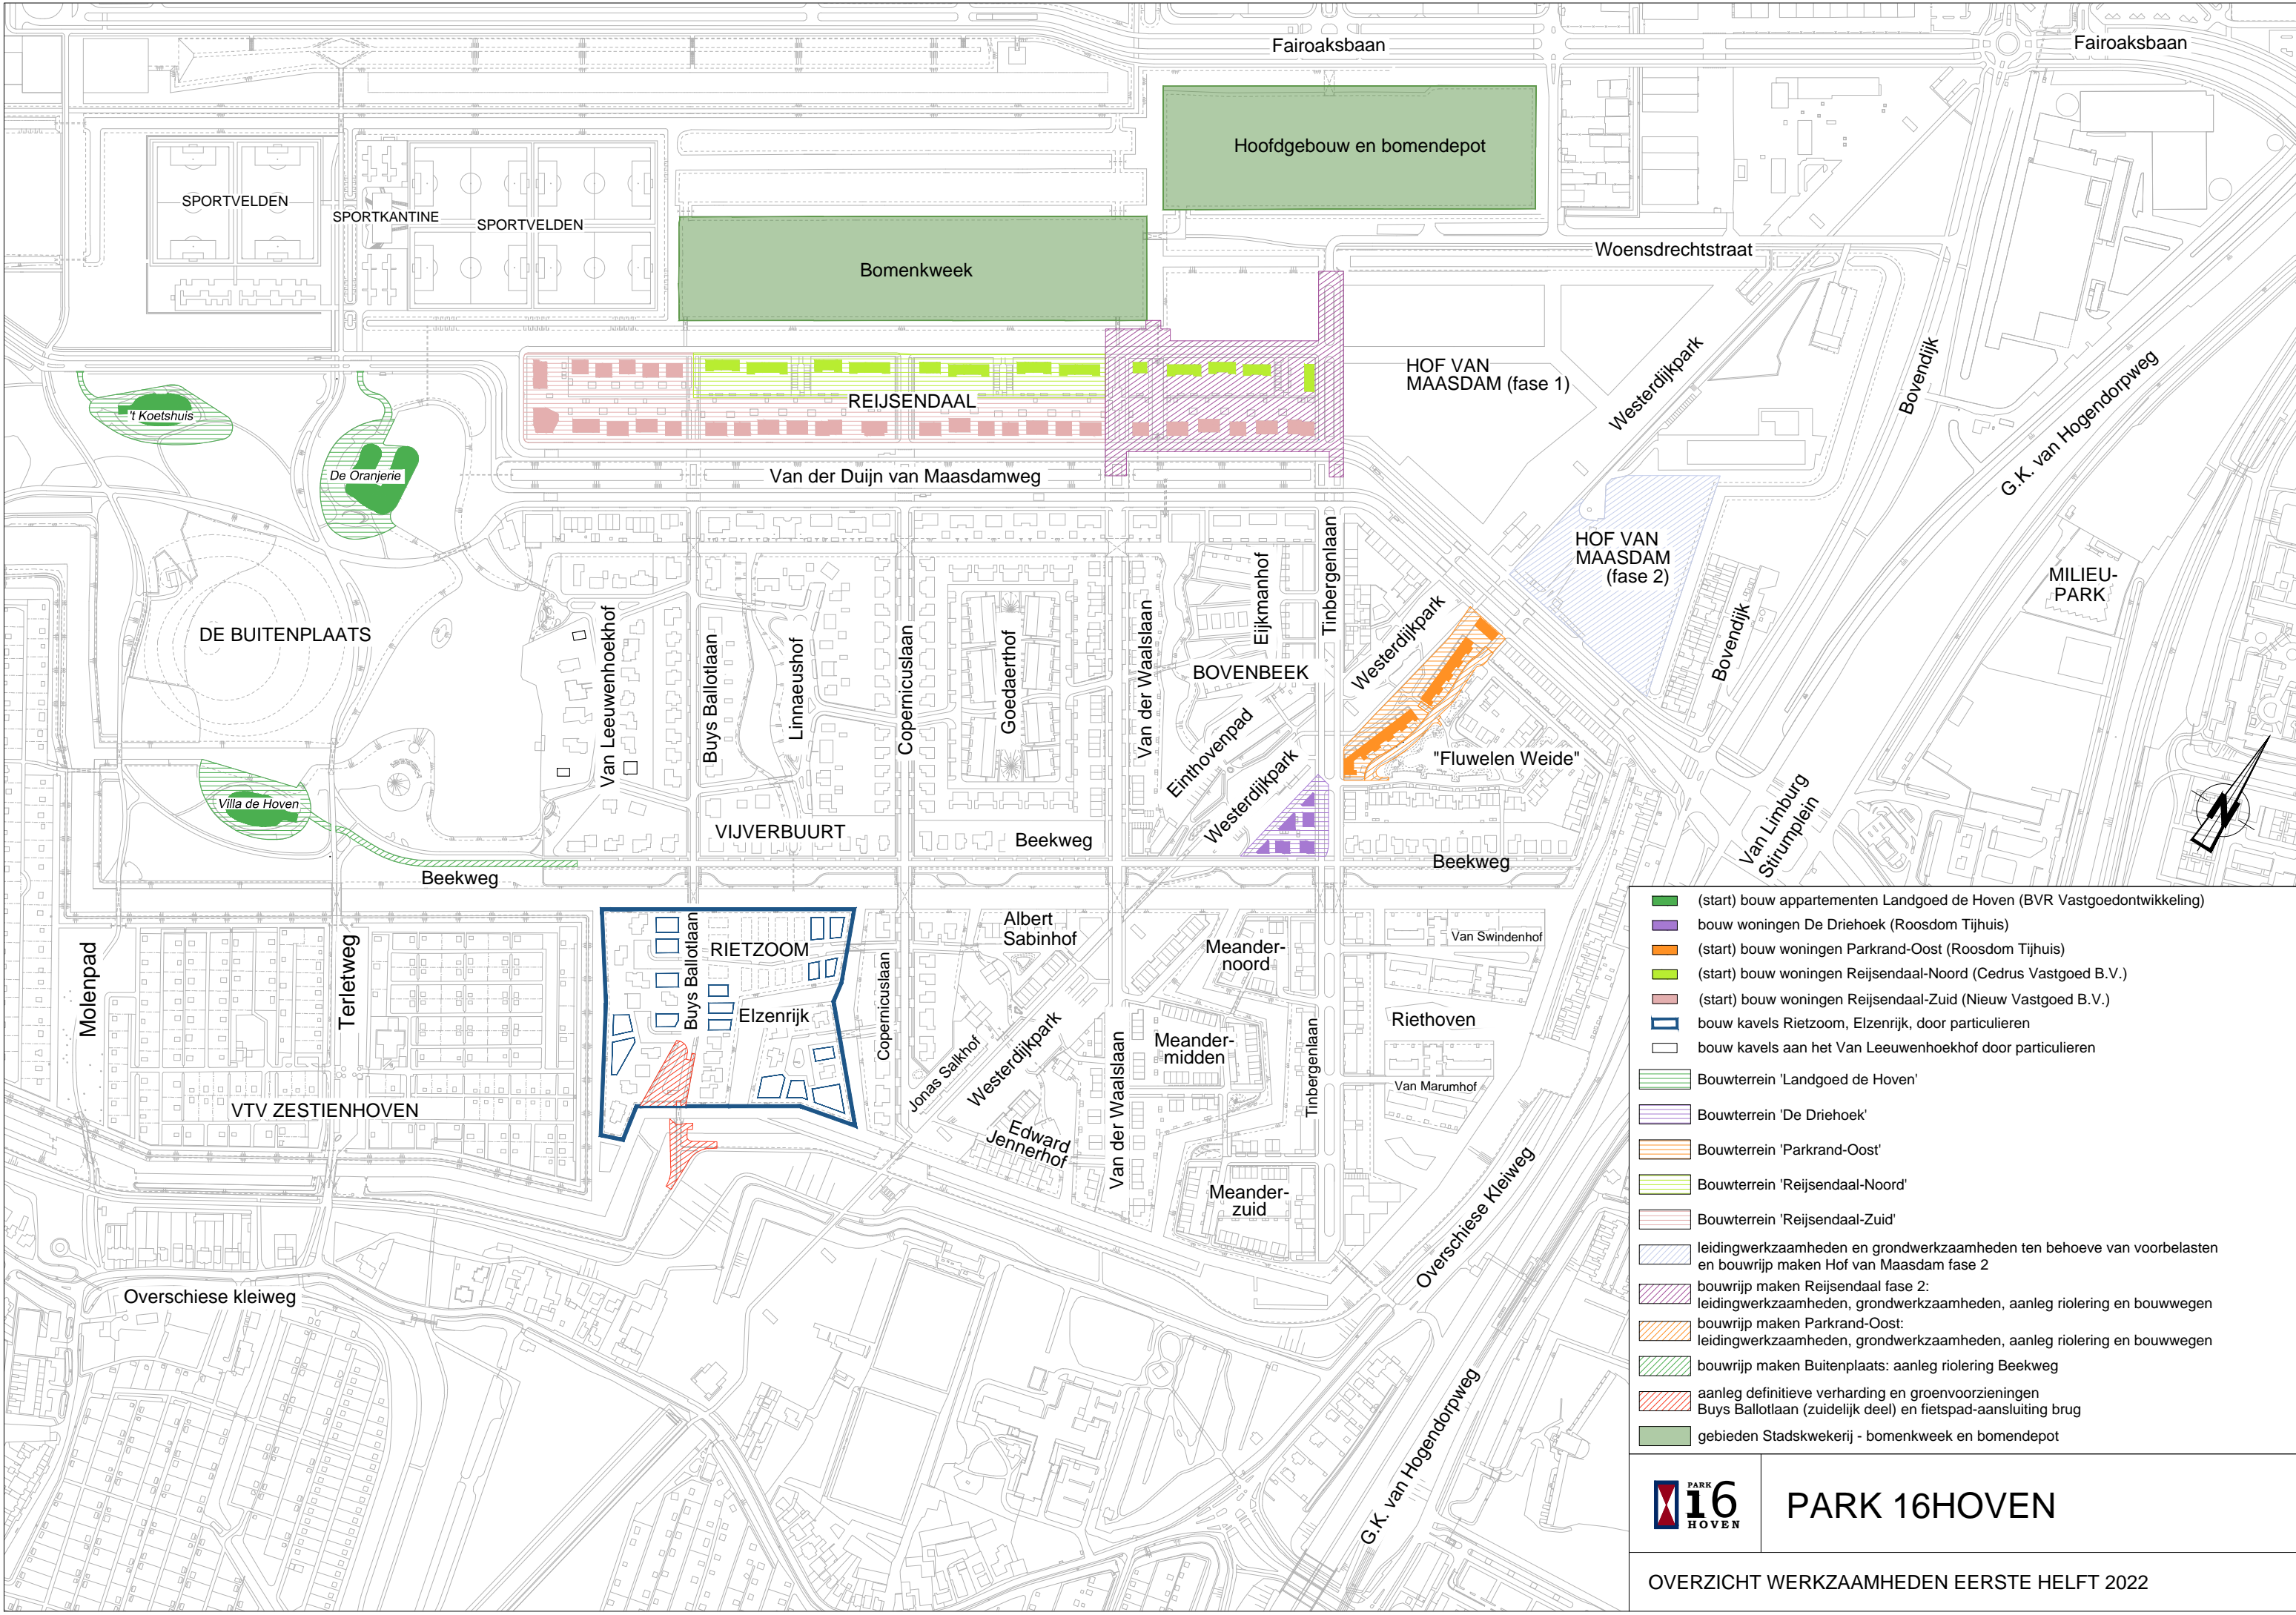 Fairoaksbaan
Fairoaksbaan
Hoofdgebouw en bomendepot
SPORTVELDEN
SPORTKANTINE
SPORTVELDEN
Woensdrechtstraat
Bomenkweek
HOF VAN
MAASDAM (fase 1)
Westerdijkpark
Bovendijk
G.K. van Hogendorpweg
't Koetshuis
REIJSENDAAL
De Oranjerie
Van der Duijn van Maasdamweg
HOF VAN
MAASDAM
(fase 2)
MILIEU-
PARK
DE BUITENPLAATS
Van Leeuwenhoekhof
Buys Ballotlaan
Linnaeushof
Copernicuslaan
Goedaerthof
Van der Waalslaan
Eijkmanhof
Tinbergenlaan
BOVENBEEK
Westerdijkpark
Bovendijk
Einthovenpad
Westerdijkpark
"Fluwelen Weide"
Villa de Hoven
VIJVERBUURT
Beekweg
Beekweg
Beekweg
Van Limburg
Stirumplein
N
Molenpad
Terletweg
Buys Ballotlaan
RIETZOOM
Elzenrijk
Copernicuslaan
Albert
Sabinhof
Meander-
noord
Van Swindenhof
Jonas Salkhof
Westerdijkpark
Van der Waalslaan
Meander-
midden
Tinbergenlaan
Riethoven
Van Marumhof
VTV ZESTIENHOVEN
Edward
Jennerhof
Meander-
zuid
Overschiese Kleiweg
Overschiese kleiweg
G.K. van Hogendorpweg
(start) bouw appartementen Landgoed de Hoven (BVR Vastgoedontwikkeling)
bouw woningen De Driehoek (Roosdom Tijhuis)
(start) bouw woningen Parkrand-Oost (Roosdom Tijhuis)
(start) bouw woningen Reijsendaal-Noord (Cedrus Vastgoed B.V.)
(start) bouw woningen Reijsendaal-Zuid (Nieuw Vastgoed B.V.)
bouw kavels Rietzoom, Elzenrijk, door particulieren
bouw kavels aan het Van Leeuwenhoekhof door particulieren
Bouwterrein 'Landgoed de Hoven'
Bouwterrein 'De Driehoek'
Bouwterrein 'Parkrand-Oost'
Bouwterrein 'Reijsendaal-Noord'
Bouwterrein 'Reijsendaal-Zuid'
leidingwerkzaamheden en grondwerkzaamheden ten behoeve van voorbelasten
en bouwrijp maken Hof van Maasdam fase 2
bouwrijp maken Reijsendaal fase 2:
leidingwerkzaamheden, grondwerkzaamheden, aanleg riolering en bouwwegen
bouwrijp maken Parkrand-Oost:
leidingwerkzaamheden, grondwerkzaamheden, aanleg riolering en bouwwegen
bouwrijp maken Buitenplaats: aanleg riolering Beekweg
aanleg definitieve verharding en groenvoorzieningen
Buys Ballotlaan (zuidelijk deel) en fietspad-aansluiting brug
gebieden Stadskwekerij - bomenkweek en bomendepot
PARK
16
HOVEN
PARK 16HOVEN
OVERZICHT WERKZAAMHEDEN EERSTE HELFT 2022